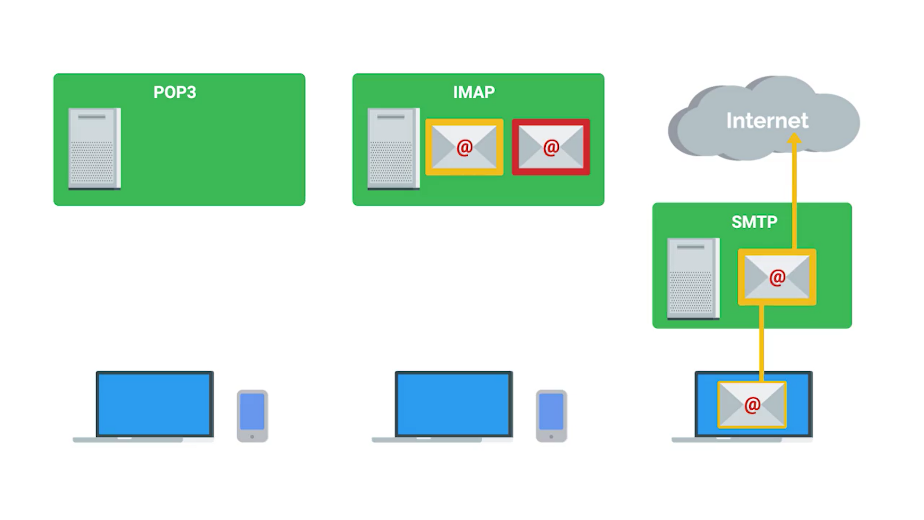 POP3
IMAP
@
@
Internet
SMTP
@
@